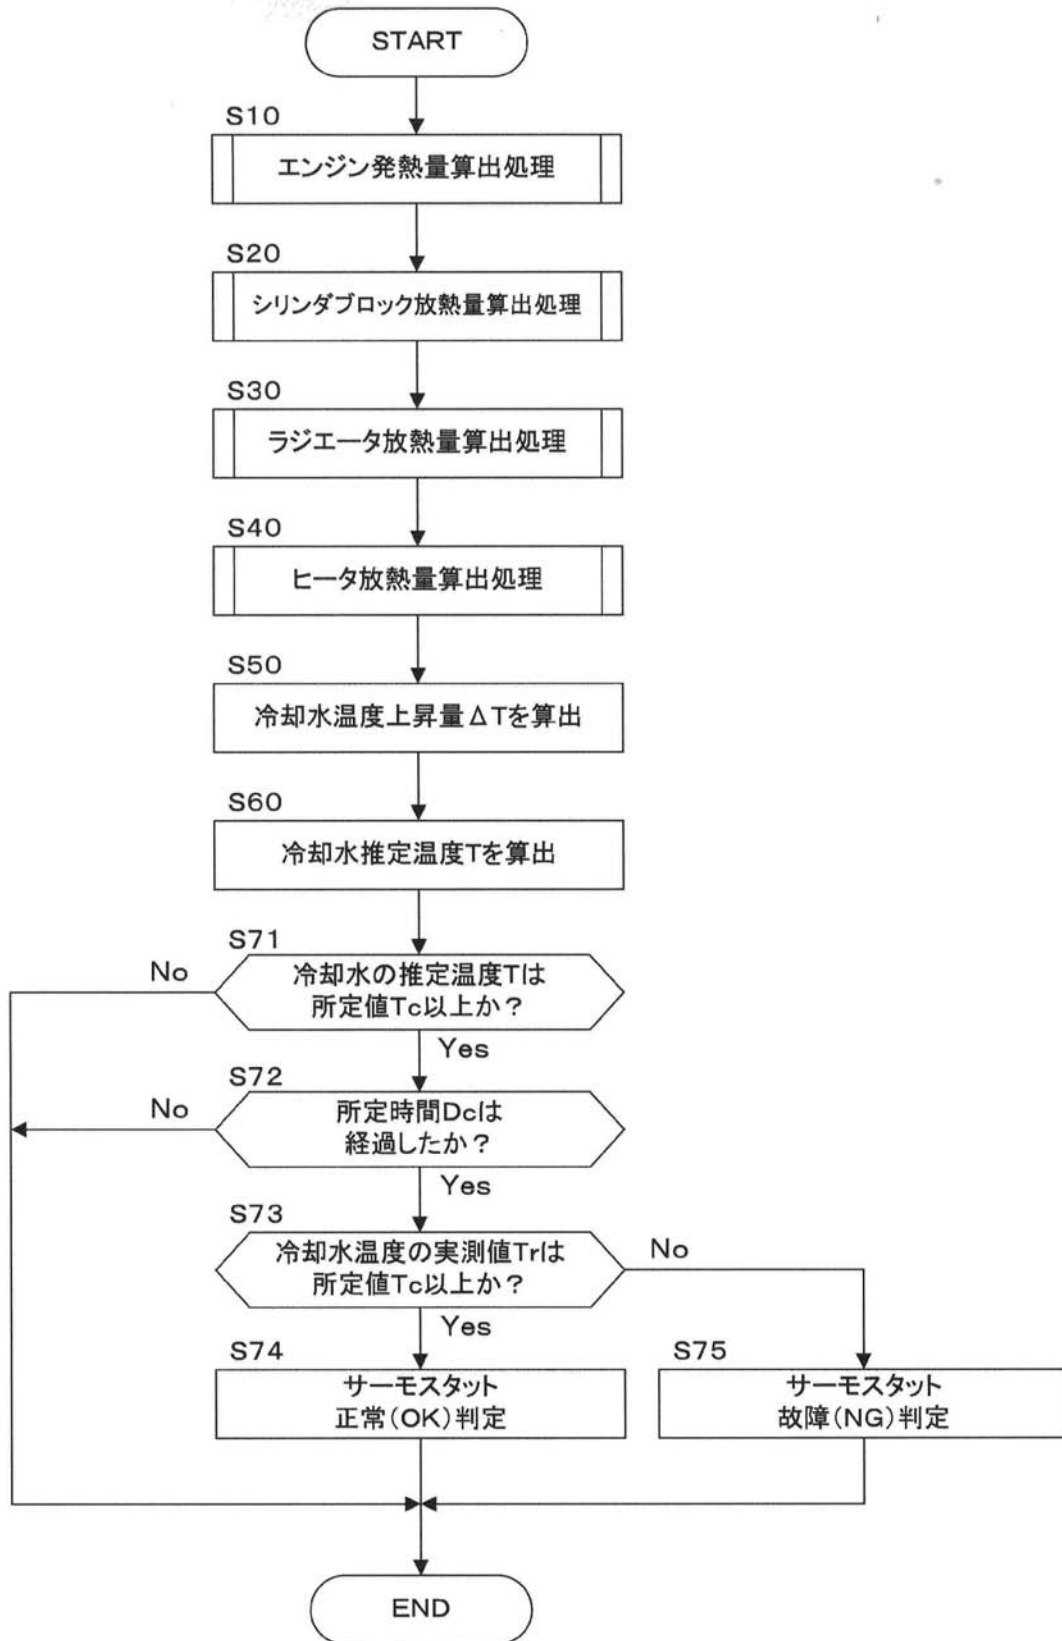 START
S10
エンジン発熱量算出処理
S20
シリンダブロック放熱量算出処理
S30
ラジエータ放熱量算出処理
S40
ヒータ放熱量算出処理
S50
冷却水温度上昇量ΔTを算出
S60
冷却水推定温度Tを算出
S71
No
冷却水の推定温度Tは
所定値Tc以上か？
Yes
S72
No
所定時間Dcは
経過したか？
Yes
S73
冷却水温度の実測値Trは
所定値Tc以上か？
No
Yes
S74
サーモスタット
正常(OK)判定
S75
サーモスタット
故障(NG)判定
END